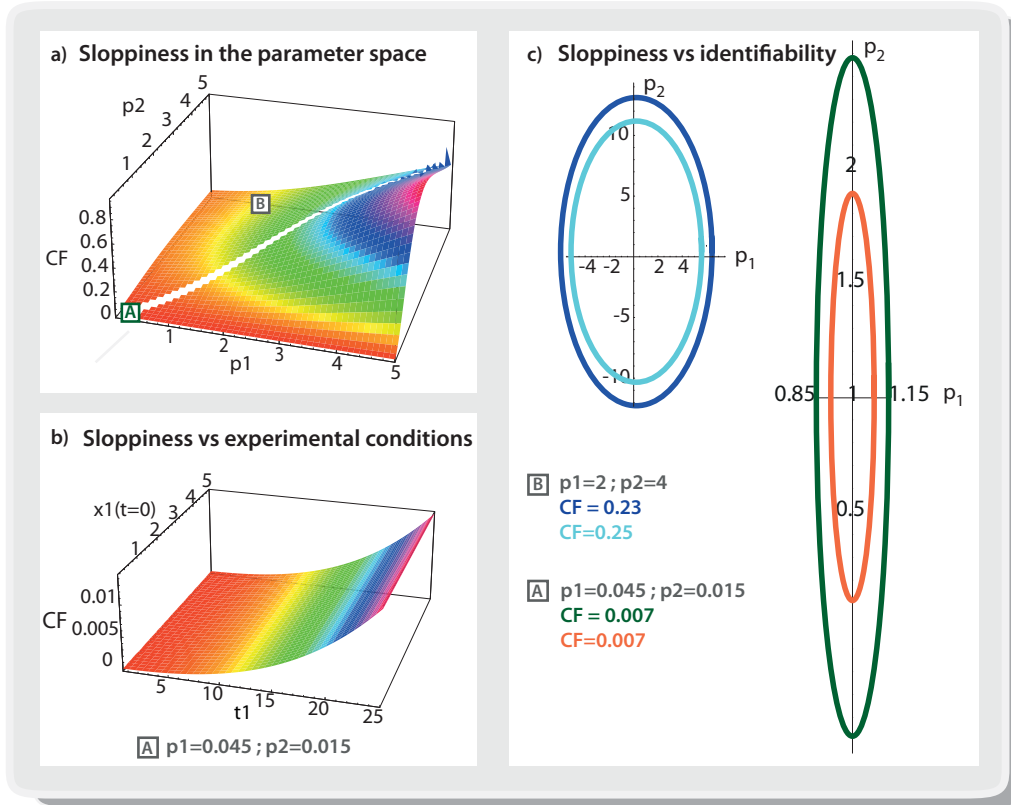 a) Sloppiness in the parameter space
5
4
3
2
1
p2
B
0.8
0.6
0.4
0.2
0
CF
A
1
2
3
4
5
p1
b) Sloppiness vs experimental conditions
5
4
3
2
1
x1(t=0)
0.01
0.005
0
CF
5
10
15
20
25
t1
A p1=0.045 ; p2=0.015
c) Sloppiness vs identifiability
p2
10
5
-4 -2 2 4 p1
-5
-10
p2
2
1.5
0.85 1 1.15 p1
0.5
B p1=2 ; p2=4
CF = 0.23
CF=0.25
A p1=0.045 ; p2=0.015
CF = 0.007
CF=0.007